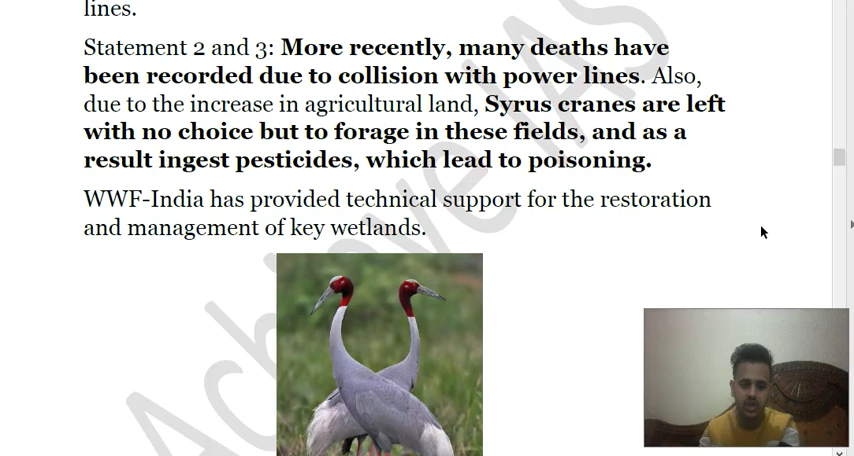 lines.
Statement 2 and 3: More recently, many deaths have
been recorded due to collision with power lines. Also,
due to the increase in agricultural land, Syrus cranes are left
with no choice but to forage in these fields, and as a
result ingest pesticides, which lead to poisoning.
WWF-India has provided technical support for the restoration
and management of key wetlands.
Achieve IAS